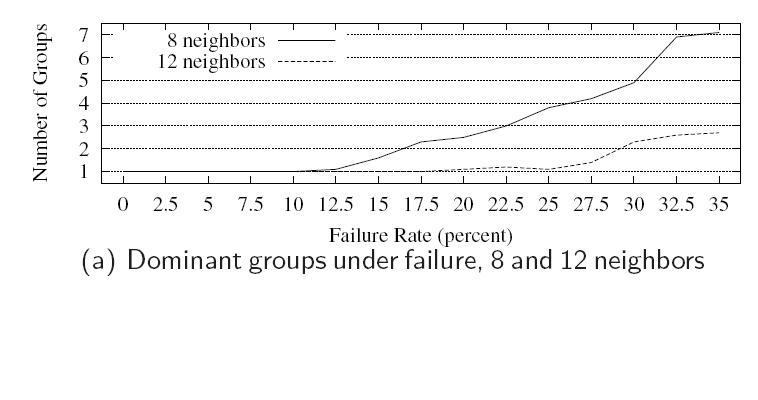 8 neighbors
12 neighbors
Number of Groups
7
6
5
4
3
2
1
0 2.5 5 7.5 10 12.5 15 17.5 20 22.5 25 27.5 30 32.5 35
Failure Rate (percent)
(a) Dominant groups under failure, 8 and 12 neighbors